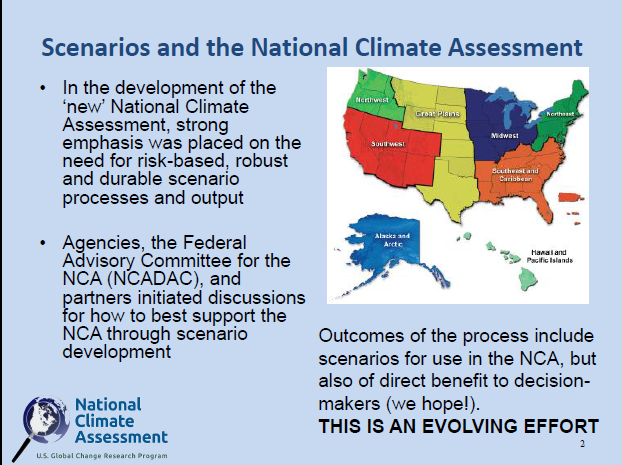 Scenarios and the National Climate Assessment
• In the development of the
‘new’ National Climate
Assessment, strong
emphasis was placed on the
need for risk-based, robust
and durable scenario
processes and output
• Agencies, the Federal
Advisory Committee for the
NCA (NCADAC), and
partners initiated discussions
for how to best support the
NCA through scenario
development
Northwest
Great Plains
Midwest
Northeast
Southwest
Southeast and
Caribbean
Alaska and
Arctic
Hawaii and
Pacific Islands
Outcomes of the process include
scenarios for use in the NCA, but
also of direct benefit to decision-
makers (we hope!).
THIS IS AN EVOLVING EFFORT
National
Climate
Assessment
U.S. Global Change Research Program
2